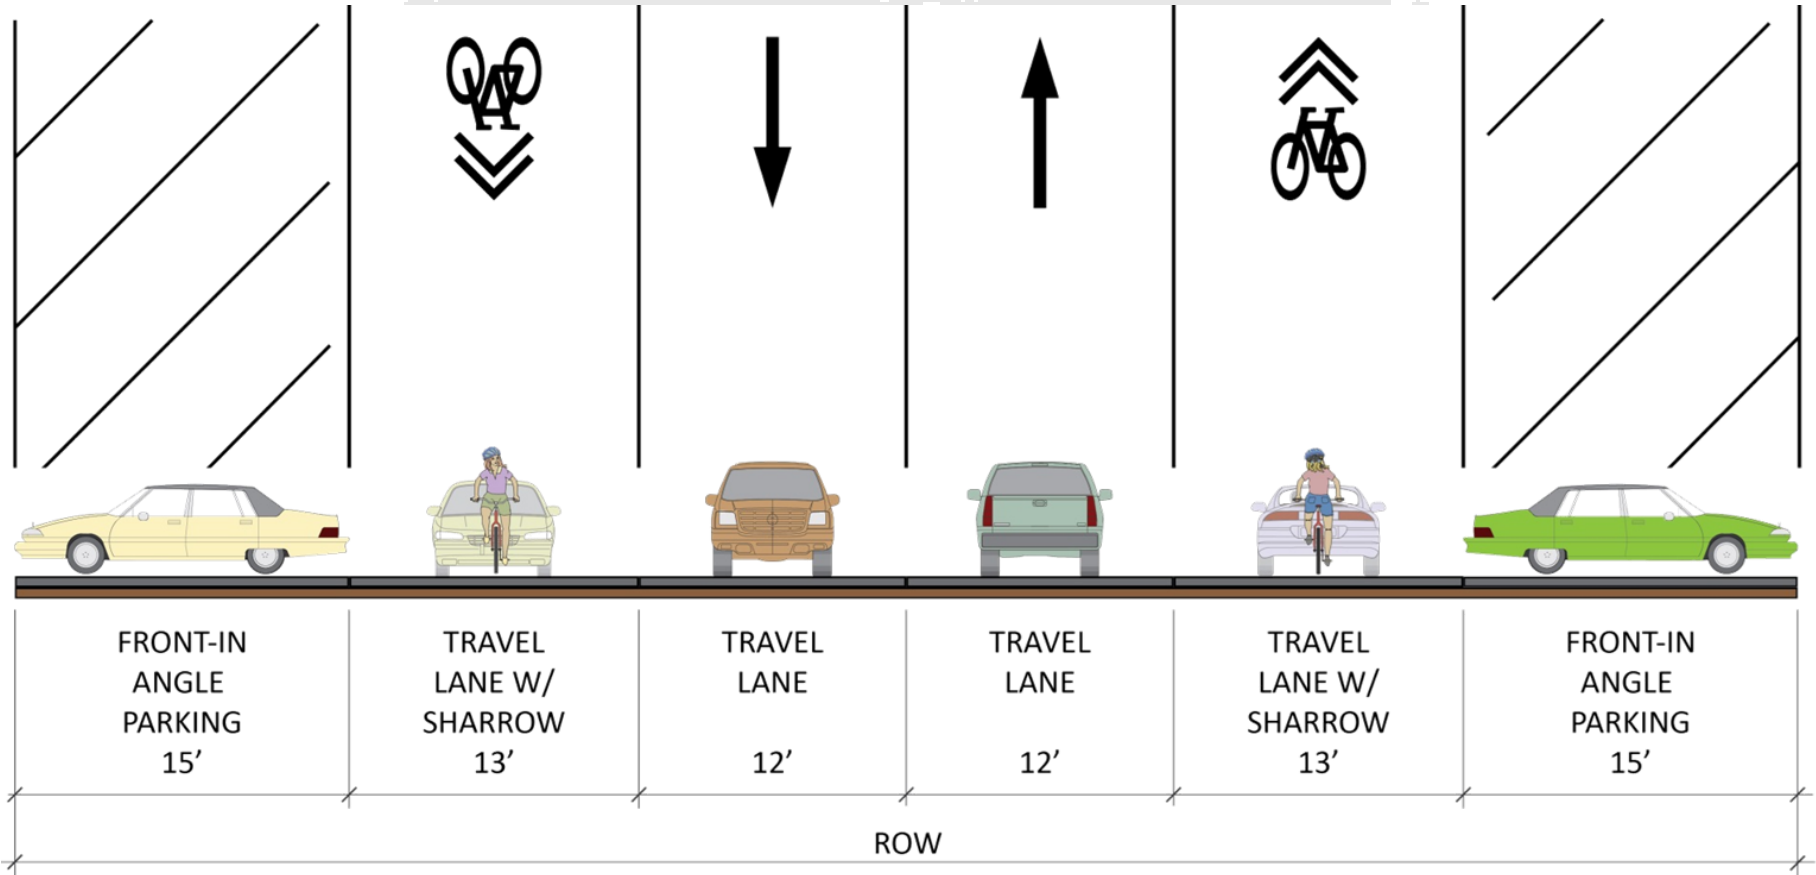 FRONT-IN
ANGLE
PARKING
15’
TRAVEL
LANE W/
SHARROW
13’
TRAVEL
LANE
12’
TRAVEL
LANE
12’
TRAVEL
LANE W/
SHARROW
13’
FRONT-IN
ANGLE
PARKING
15’
ROW